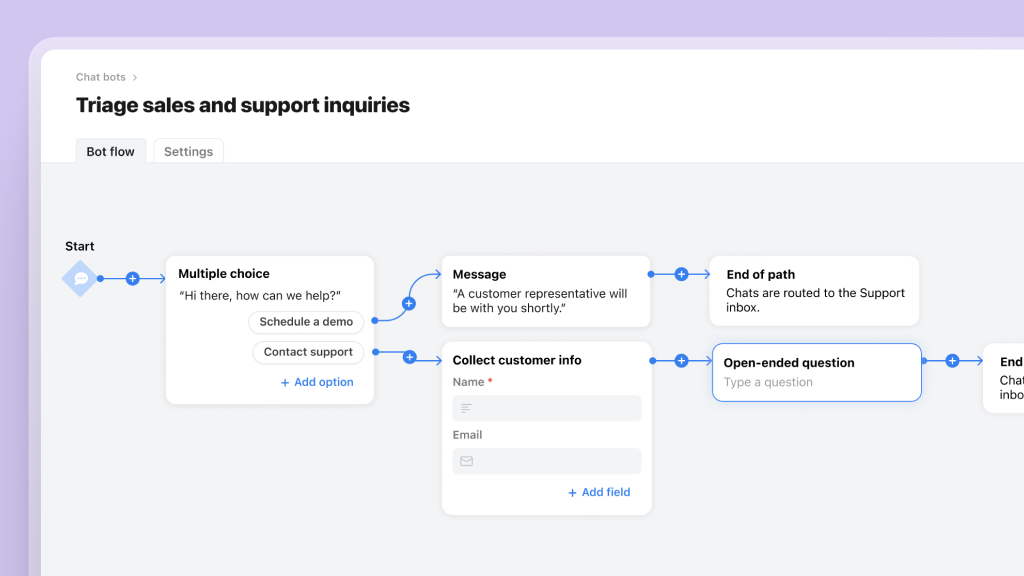 Chat bots
Triage sales and support inquiries
Bot flow
Settings
Start
Multiple choice
“Hi there, how can we help?”
Schedule a demo
Contact support
+ Add option
Message
“A customer representative will
be with you shortly.”
End of path
Chats are routed to the Support
inbox.
Collect customer info
Name *
Email
+ Add field
Open-ended question
Type a question
End